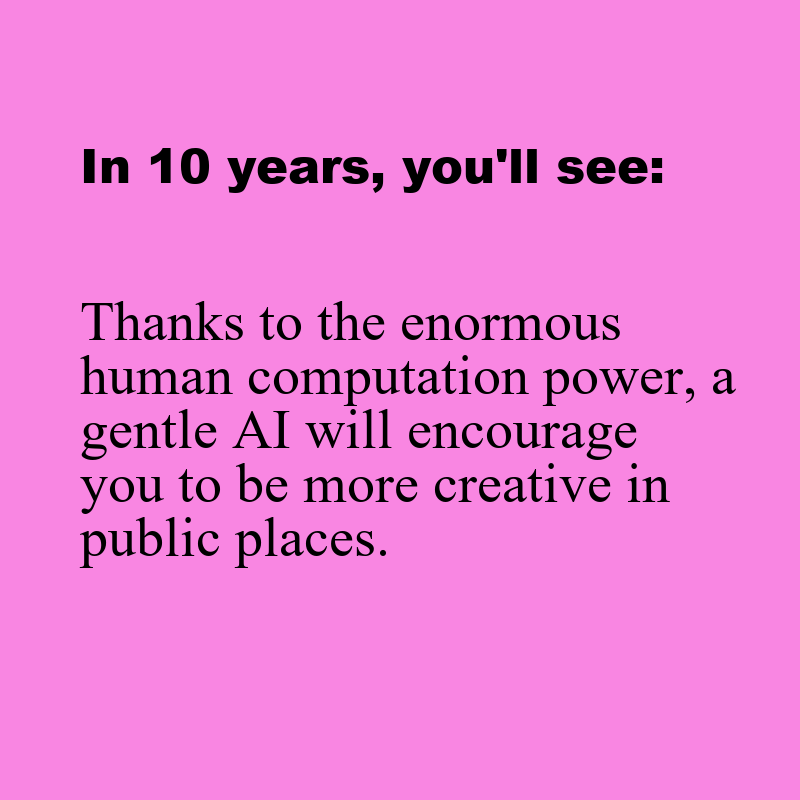 In 10 years, you'll see:
Thanks to the enormous
human computation power, a
gentle AI will encourage
you to be more creative in
public places.